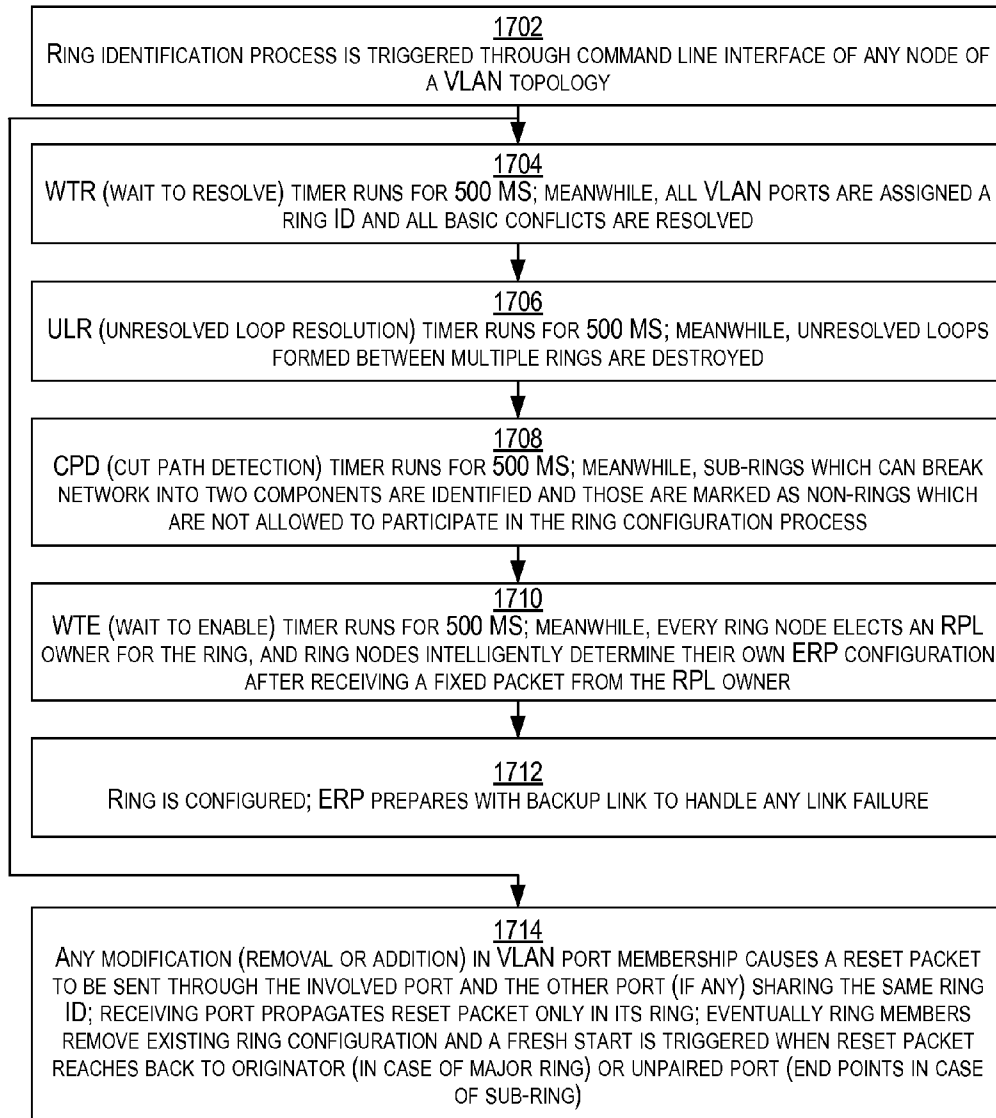 1702
RING IDENTIFICATION PROCESS IS TRIGGERED THROUGH COMMAND LINE INTERFACE OF ANY NODE OF
A VLAN TOPOLOGY
1704
WTR (WAIT TO RESOLVE) TIMER RUNS FOR 500 MS; MEANWHILE, ALL VLAN PORTS ARE ASSIGNED A
RING ID AND ALL BASIC CONFLICTS ARE RESOLVED
1706
ULR (UNRESOLVED LOOP RESOLUTION) TIMER RUNS FOR 500 MS; MEANWHILE, UNRESOLVED LOOPS
FORMED BETWEEN MULTIPLE RINGS ARE DESTROYED
1708
CPD (CUT PATH DETECTION) TIMER RUNS FOR 500 MS; MEANWHILE, SUB-RINGS WHICH CAN BREAK
NETWORK INTO TWO COMPONENTS ARE IDENTIFIED AND THOSE ARE MARKED AS NON-RINGS WHICH
ARE NOT ALLOWED TO PARTICIPATE IN THE RING CONFIGURATION PROCESS
1710
WTE (WAIT TO ENABLE) TIMER RUNS FOR 500 MS; MEANWHILE, EVERY RING NODE ELECTS AN RPL
OWNER FOR THE RING, AND RING NODES INTELLIGENTLY DETERMINE THEIR OWN ERP CONFIGURATION
AFTER RECEIVING A FIXED PACKET FROM THE RPL OWNER
1712
RING IS CONFIGURED; ERP PREPARES WITH BACKUP LINK TO HANDLE ANY LINK FAILURE
1714
ANY MODIFICATION (REMOVAL OR ADDITION) IN VLAN PORT MEMBERSHIP CAUSES A RESET PACKET
TO BE SENT THROUGH THE INVOLVED PORT AND THE OTHER PORT (IF ANY) SHARING THE SAME RING
ID; RECEIVING PORT PROPAGATES RESET PACKET ONLY IN ITS RING; EVENTUALLY RING MEMBERS
REMOVE EXISTING RING CONFIGURATION AND A FRESH START IS TRIGGERED WHEN RESET PACKET
REACHES BACK TO ORIGINATOR (IN CASE OF MAJOR RING) OR UNPAIRED PORT (END POINTS IN CASE
OF SUB-RING)